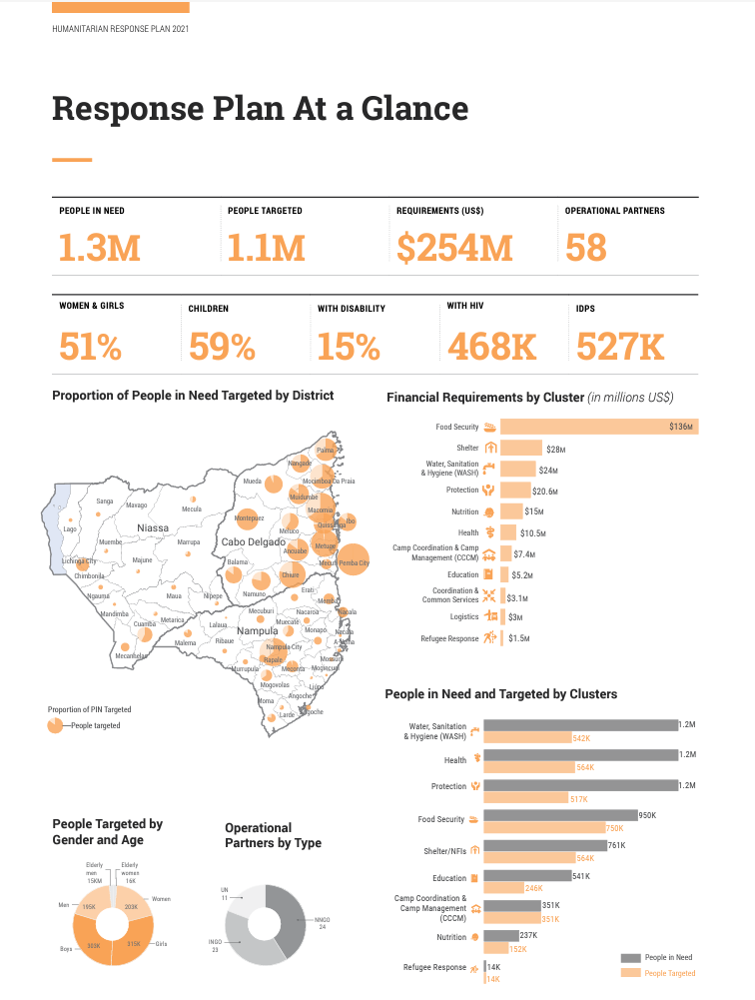 HUMANITARIAN RESPONSE PLAN 2021
Response Plan At a Glance
PEOPLE IN NEED
1.3M
PEOPLE TARGETED
1.1M
REQUIREMENTS (US$)
$254M
OPERATIONAL PARTNERS
58
WOMEN & GIRLS
51%
CHILDREN
59%
WITH DISABILITY
15%
WITH HIV
468K
IDPS
527K
Proportion of People in Need Targeted by District
Palma
Nangade
Mueda
Mocimboa Da Praia
Muidumbe
Macomia
Montepuez
Meluco
Quissanga
Ibo
Cabo Delgado
Ancuabe
Metuge
Mecufi
Pemba City
Balama
Chiure
Namuno
Sanga
Mavago
Mecula
Niassa
Lago
Muembe
Marrupa
Lichinga City
Majune
Chimbonila
Ngauma
Maua
Nipepe
Mandimba
Metarica
Cuamba
Mecanhelas
Malema
Lalaua
Ribaue
Mecuburi
Erati
Memba
Nacaroa
Nacala
Muecate
Nampula
Monapo
Nacala
Nampula City
Rapale
Murrupula
Meconta
Mossuril
Mogincual
Mogovolas
Liupo
Angoche
Moma
Larde
Angoche
Proportion of PIN Targeted
People targeted
Financial Requirements by Cluster (in millions US$)
Food Security
$136M
Shelter
$28M
Water, Sanitation
& Hygiene (WASH)
$24M
Protection
$20.6M
Nutrition
$15M
Health
$10.5M
Camp Coordination & Camp
Management (CCCM)
$7.4M
Education
$5.2M
Coordination &
Common Services
$3.1M
Logistics
$3M
Refugee Response
$1.5M
People in Need and Targeted by Clusters
Water, Sanitation
& Hygiene (WASH)
1.2M
542K
Health
1.2M
564K
Protection
1.2M
517K
Food Security
950K
750K
Shelter/NFIs
761K
564K
Education
541K
246K
Camp Coordination &
Camp Management
(CCCM)
351K
351K
Nutrition
237K
152K
Refugee Response
14K
14K
People in Need
People Targeted
People Targeted by
Gender and Age
Elderly
men
15KM
Elderly
women
16K
Men
195K
203K
Women
Boys
303K
315K
Girls
Operational
Partners by Type
UN
11
NNGO
24
INGO
23